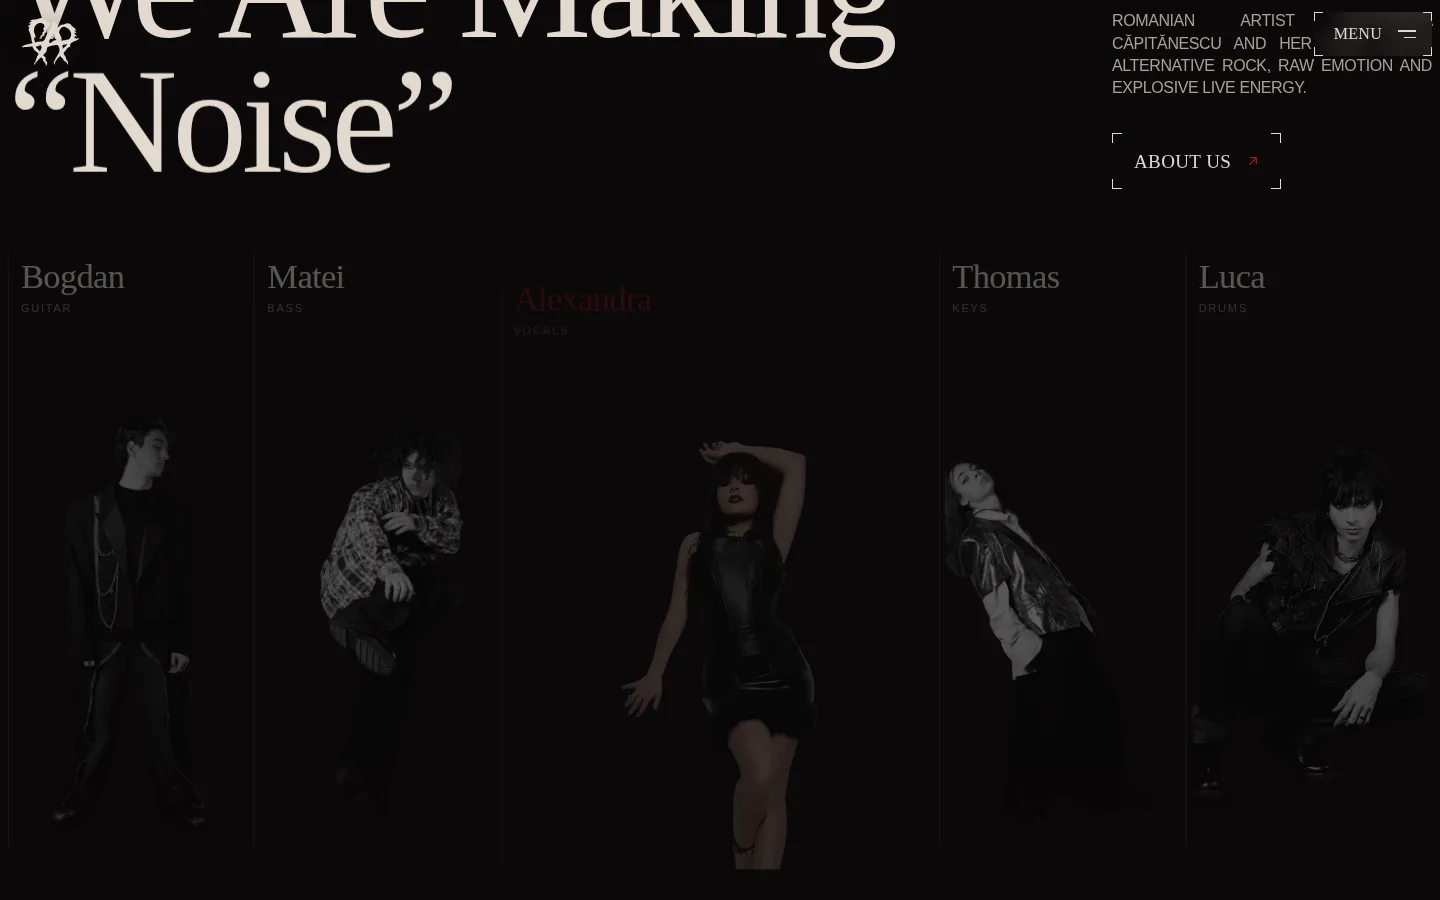 We Are Making
“Noise”
ROMANIAN ARTIST
CĂPITĂNESCU AND HER
ALTERNATIVE ROCK, RAW EMOTION AND
EXPLOSIVE LIVE ENERGY.
MENU
ABOUT US
Bogdan
GUITAR
Matei
BASS
Alexandra
VOCALS
Thomas
KEYS
Luca
DRUMS